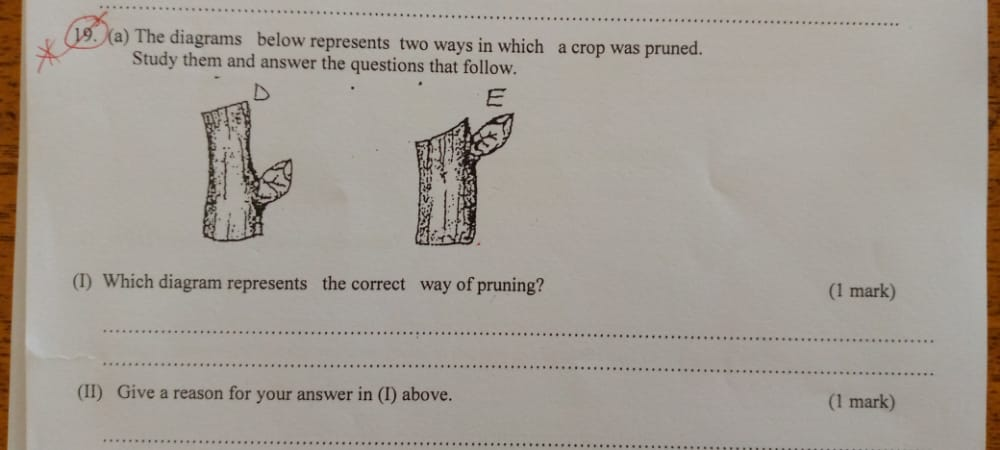 19. (a) The diagrams below represents two ways in which a crop was pruned.
Study them and answer the questions that follow.
D
E
(I) Which diagram represents the correct way of pruning? (1 mark)
(II) Give a reason for your answer in (I) above. (1 mark)